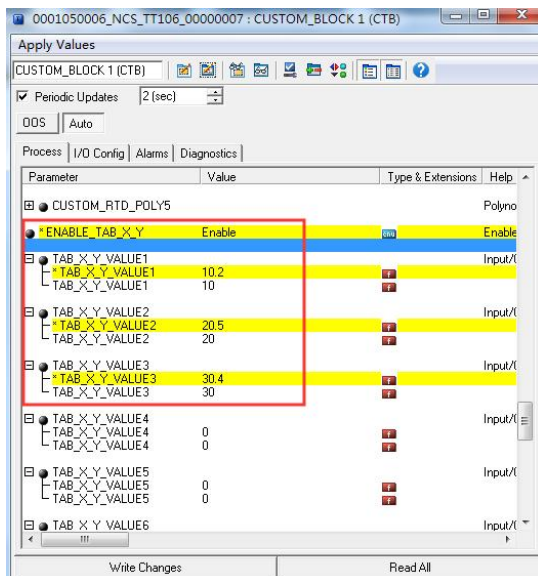 0001050006_NCS_TT106_00000007 : CUSTOM_BLOCK 1 (CTB)
Apply Values
CUSTOM_BLOCK 1 (CTB)
Periodic Updates 2 (sec)
OOS Auto
Process I/O Config Alarms Diagnostics
Parameter Value Type & Extensions Help
CUSTOM_RTD_POLY5 Polyno
* ENABLE_TAB_X_Y Enable enu Enable
TAB_X_Y_VALUE1 Input/(
* TAB_X_Y_VALUE1 10.2 f
TAB_X_Y_VALUE1 10 f
TAB_X_Y_VALUE2 Input/(
* TAB_X_Y_VALUE2 20.5 f
TAB_X_Y_VALUE2 20 f
TAB_X_Y_VALUE3 Input/(
* TAB_X_Y_VALUE3 30.4 f
TAB_X_Y_VALUE3 30 f
TAB_X_Y_VALUE4 Input/(
TAB_X_Y_VALUE4 0 f
TAB_X_Y_VALUE4 0 f
TAB_X_Y_VALUE5 Input/(
TAB_X_Y_VALUE5 0 f
TAB_X_Y_VALUE5 0 f
TAB_X_Y_VALUE6 Input/(
Write Changes Read All